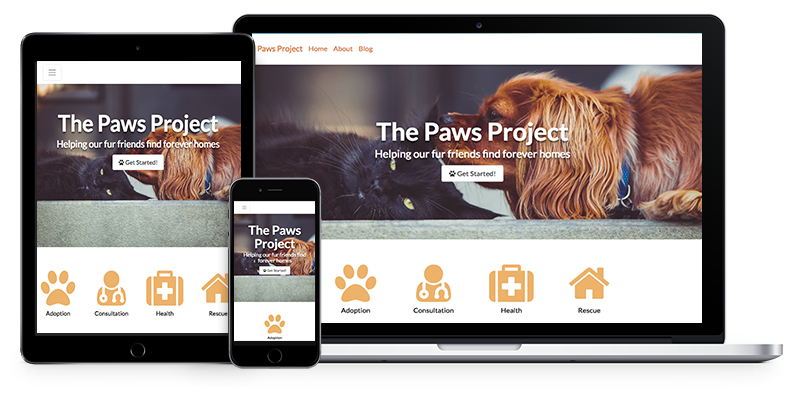 Paws Project Home About Blog
The Paws Project
Helping our fur friends find forever homes
Get Started!
Adoption Consultation Health Rescue
The Paws Project
Helping our fur friends find forever homes
Get Started!
Adoption Consultation Health Rescue
The Paws
Project
Helping our fur friends find
forever homes
Get Started!
Adoption